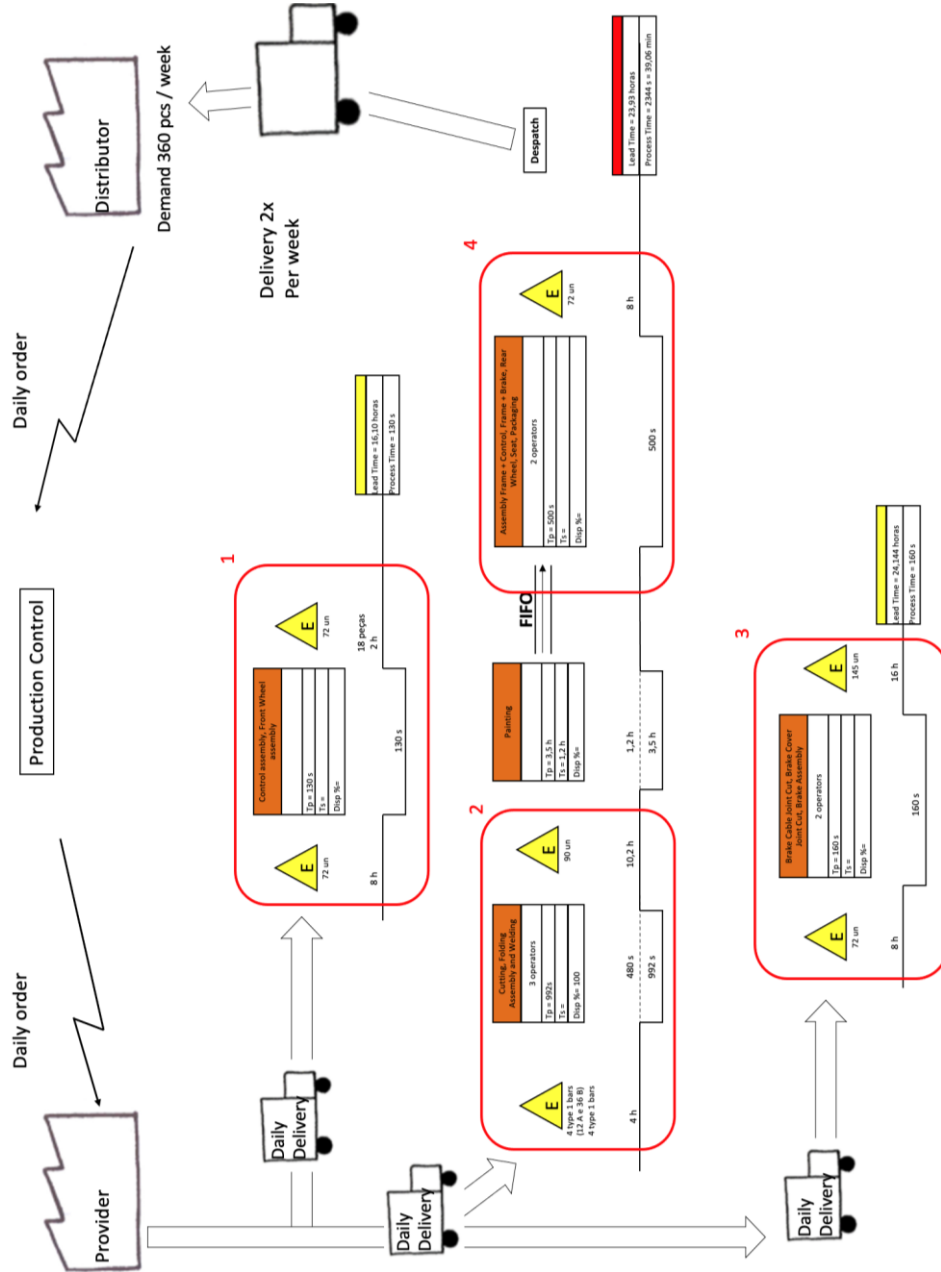 Provider
Daily order
Production Control
Daily order
Distributor
Demand 360 pcs / week
Delivery 2x
Per week
Despatch
Daily
Delivery
Daily
Delivery
Daily
Delivery
1
E
72 un
8 h
Control assembly, Front Wheel
assembly
Tp = 130 s
Ts =
Disp %=
130 s
E
72 un
18 peças
2 h
Lead Time = 16,10 horas
Process Time = 130 s
2
E
4 type 1 bars
(12 A e 36 B)
4 type 1 bars
4 h
Cutting, Folding
Assembly and Welding
3 operators
Tp = 992s
Ts =
Disp %= 100
480 s
992 s
E
90 un
10,2 h
Painting
Tp = 3,5 h
Ts = 1,2 h
Disp %=
1,2 h
3,5 h
FIFO
4
Assembly Frame + Control, Frame + Brake, Rear
Wheel, Seat, Packaging
2 operators
Tp = 500 s
Ts =
Disp %=
500 s
E
72 un
8 h
Lead Time = 23,93 horas
Process Time = 2344 s = 39,06 min
3
E
72 un
8 h
Brake Cable Joint Cut, Brake Cover
Joint Cut, Brake Assembly
2 operators
Tp = 160 s
Ts =
Disp %=
160 s
E
145 un
16 h
Lead Time = 24,144 horas
Process Time = 160 s